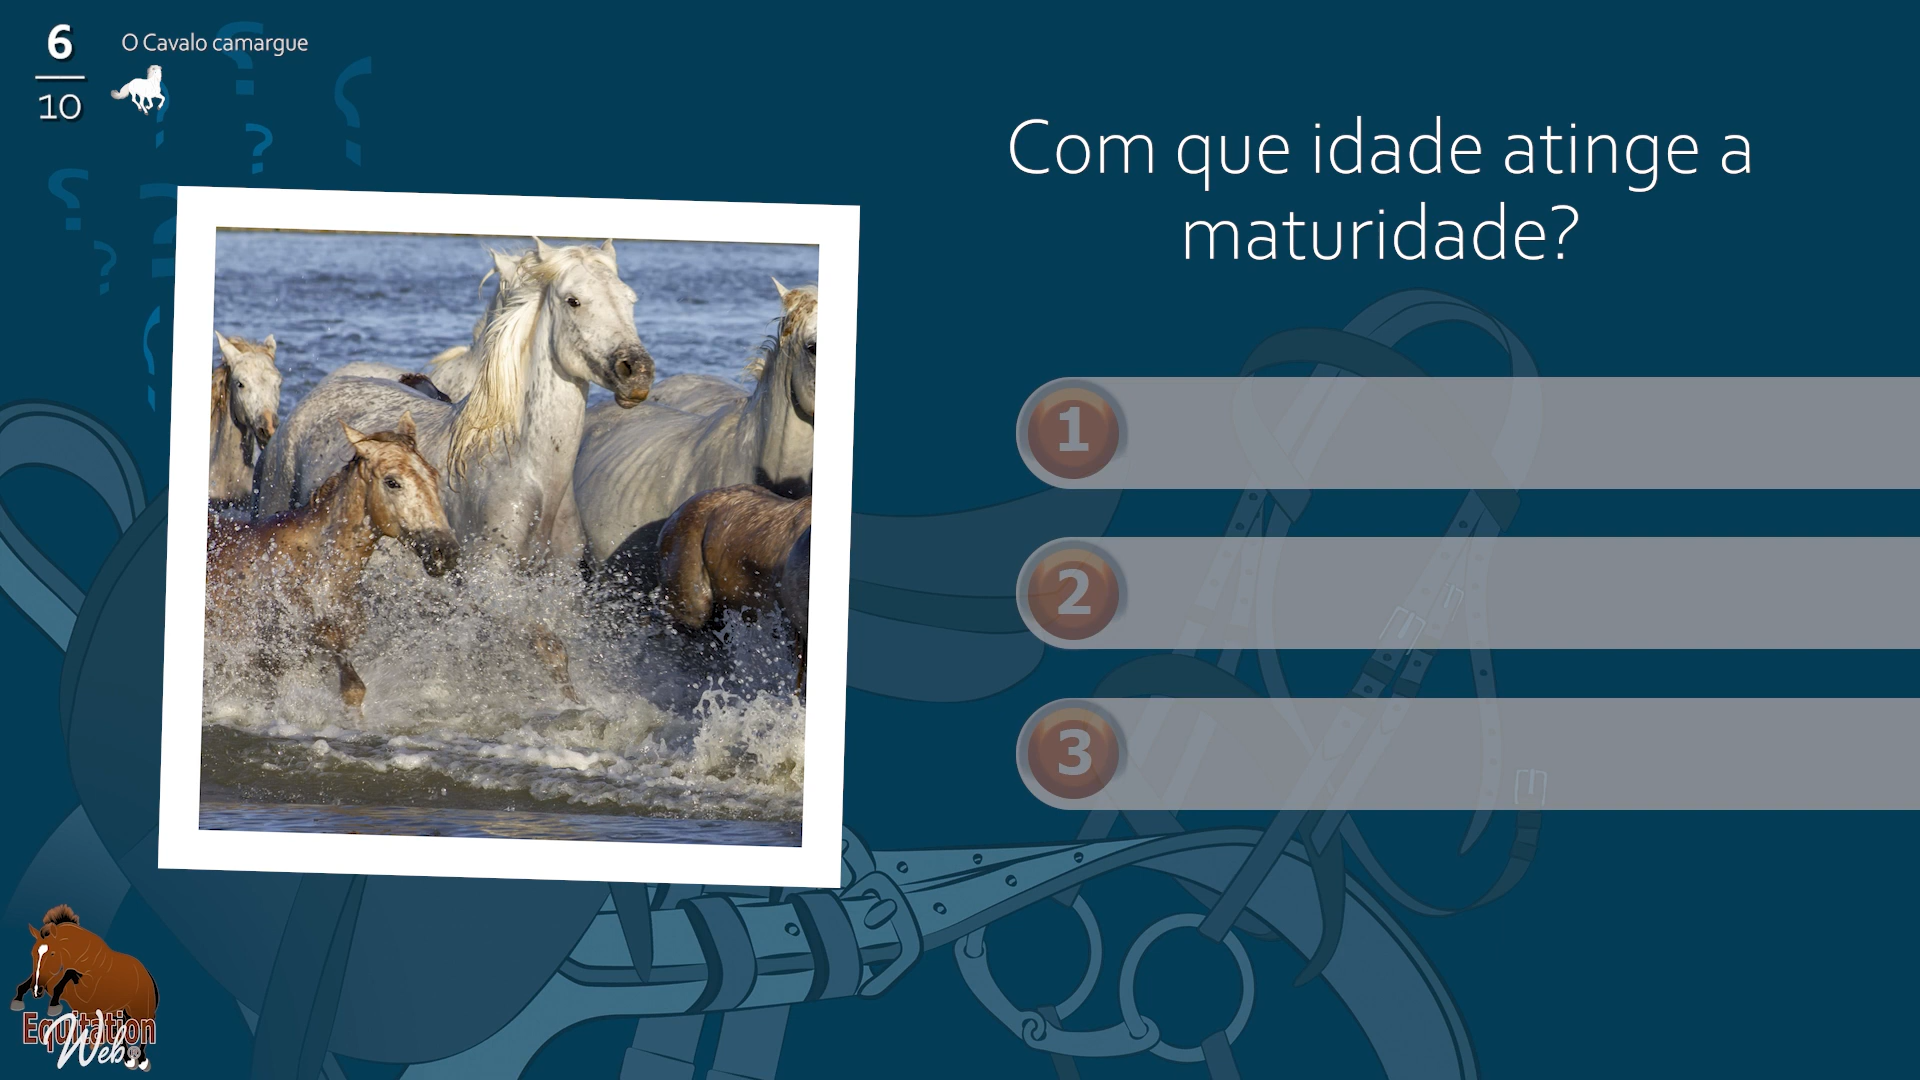 6
10
O Cavalo camargue
Com que idade atinge a
maturidade?
1
2
3
Equitation
Web